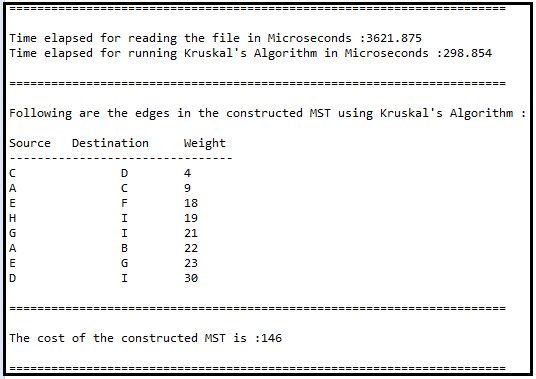 =======================================================================
Time elapsed for reading the file in Microseconds :3621.875
Time elapsed for running Kruskal's Algorithm in Microseconds :298.854
=======================================================================
Following are the edges in the constructed MST using Kruskal's Algorithm :
Source Destination Weight
--------------------------------
C D 4
A C 9
E F 18
H I 19
G I 21
A B 22
E G 23
D I 30
=======================================================================
The cost of the constructed MST is :146
=======================================================================